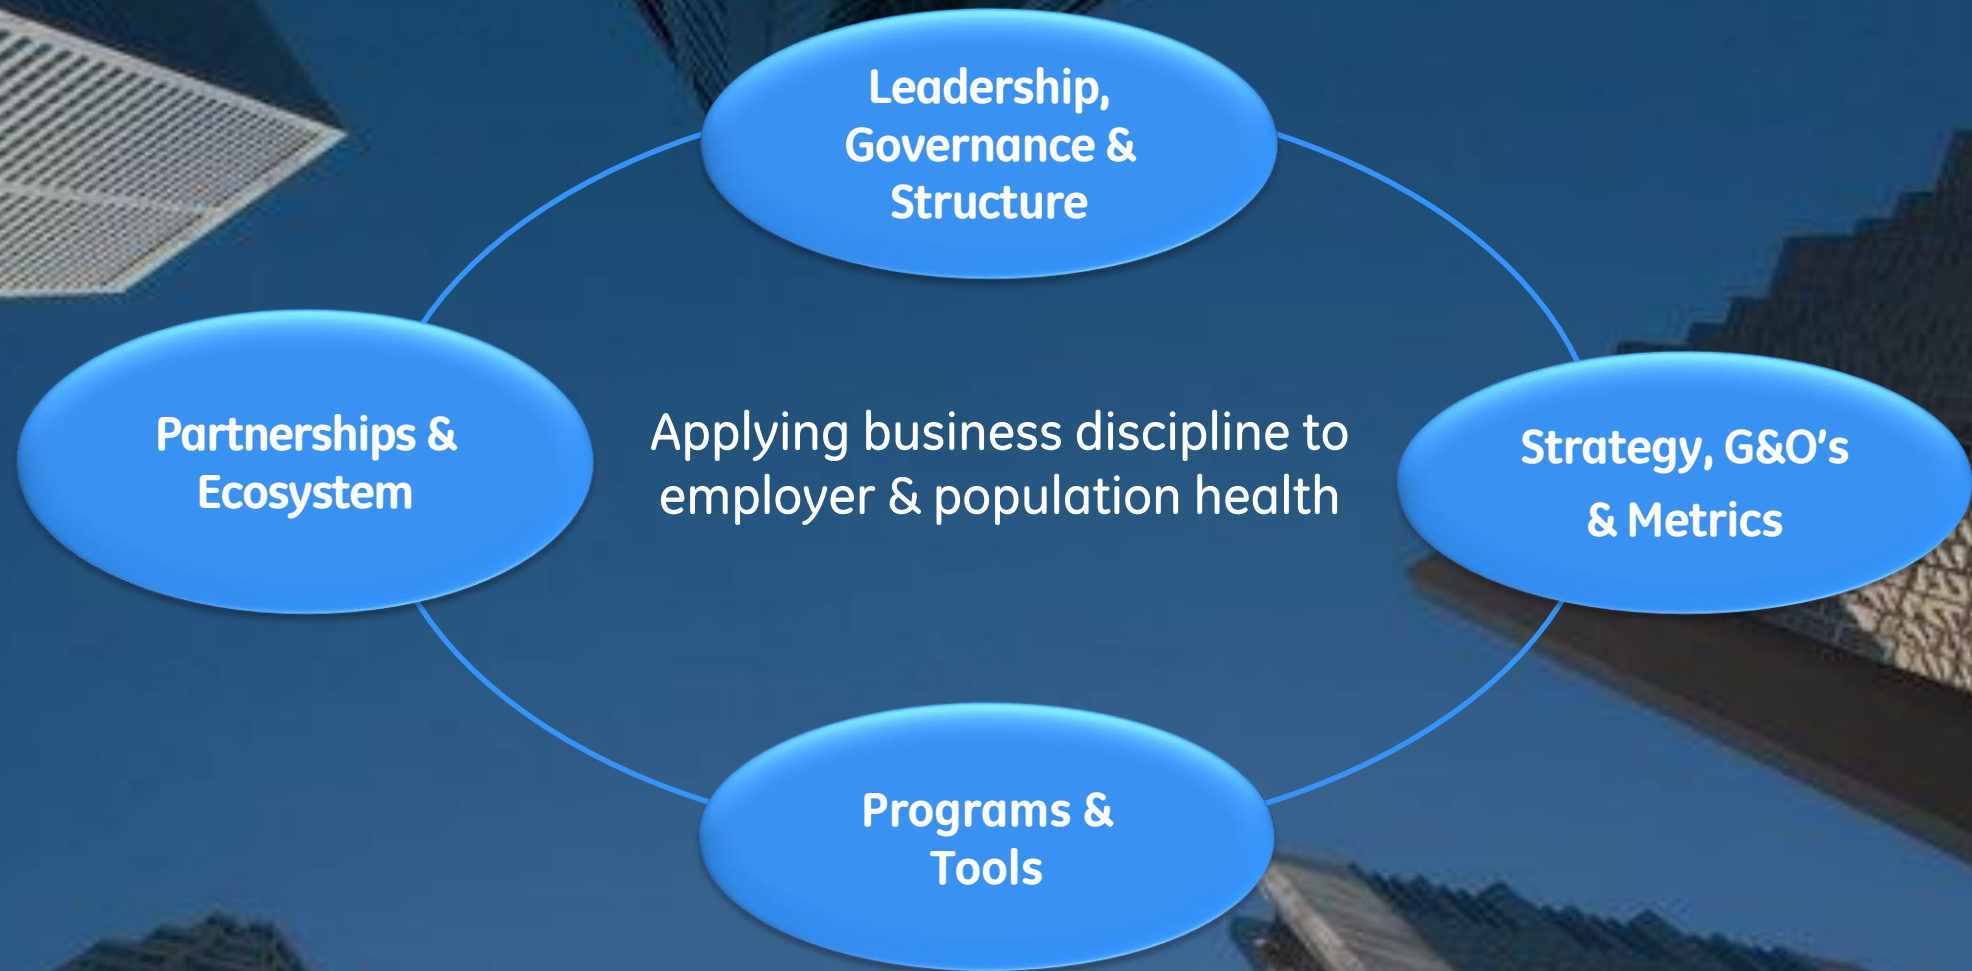 Leadership,
Governance &
Structure
Partnerships &
Ecosystem
Applying business discipline to
employer & population health
Strategy, G&O's
& Metrics
Programs &
Tools